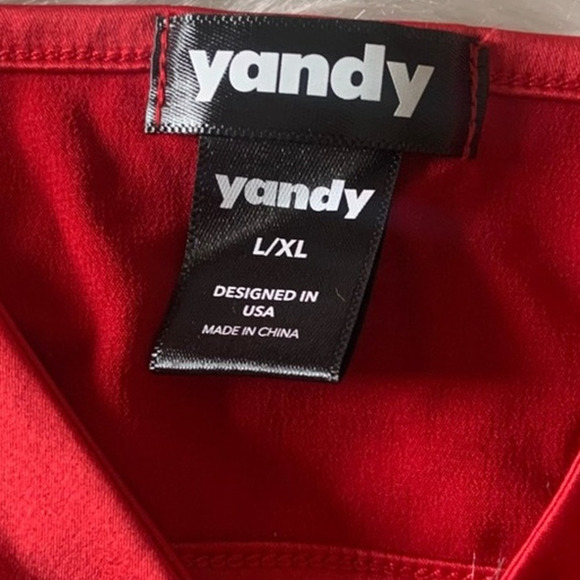 yandy
yandy
L/XL
DESIGNED IN
USA
MADE IN CHINA